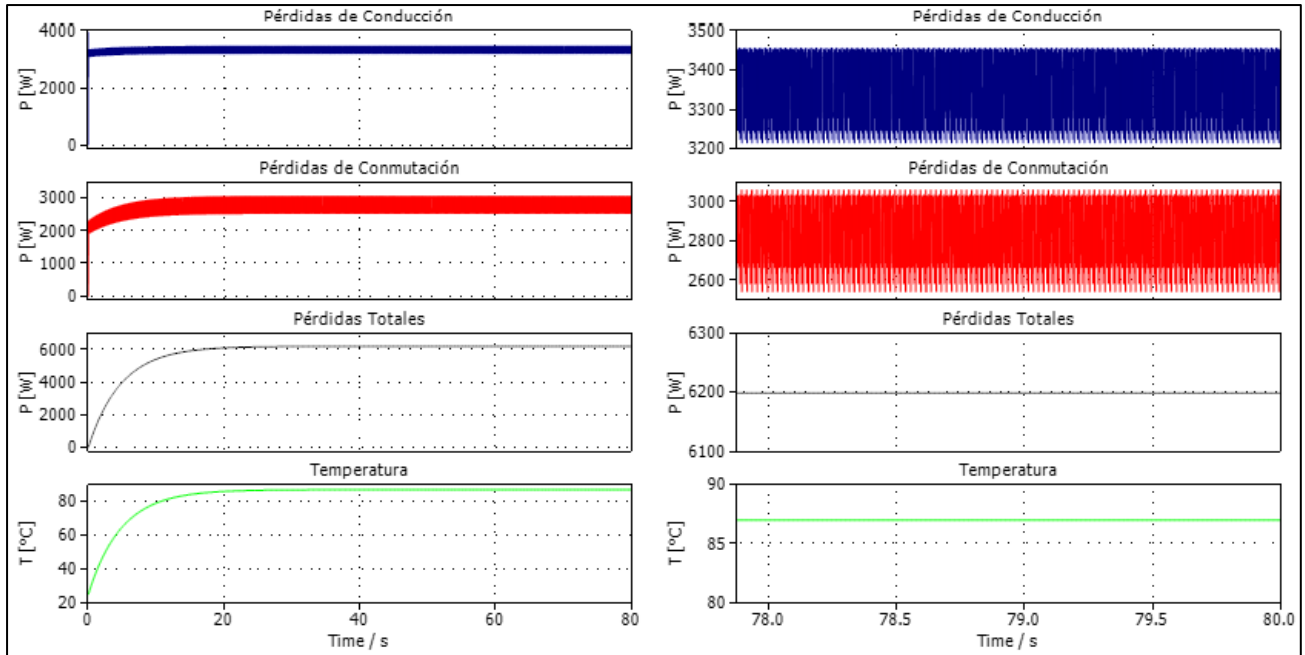 Pérdidas de Conducción
4000
P [W]
2000
0
Pérdidas de Conmutación
3000
P [W]
2000
1000
0
Pérdidas Totales
6000
P [W]
4000
2000
0
Temperatura
80
T [ºC]
60
40
20
0
20
40
60
80
Time / s
Pérdidas de Conducción
3500
P [W]
3400
3300
3200
Pérdidas de Conmutación
3000
P [W]
2800
2600
Pérdidas Totales
6300
P [W]
6200
6100
Temperatura
90
T [ºC]
85
80
78.0
78.5
79.0
79.5
80.0
Time / s